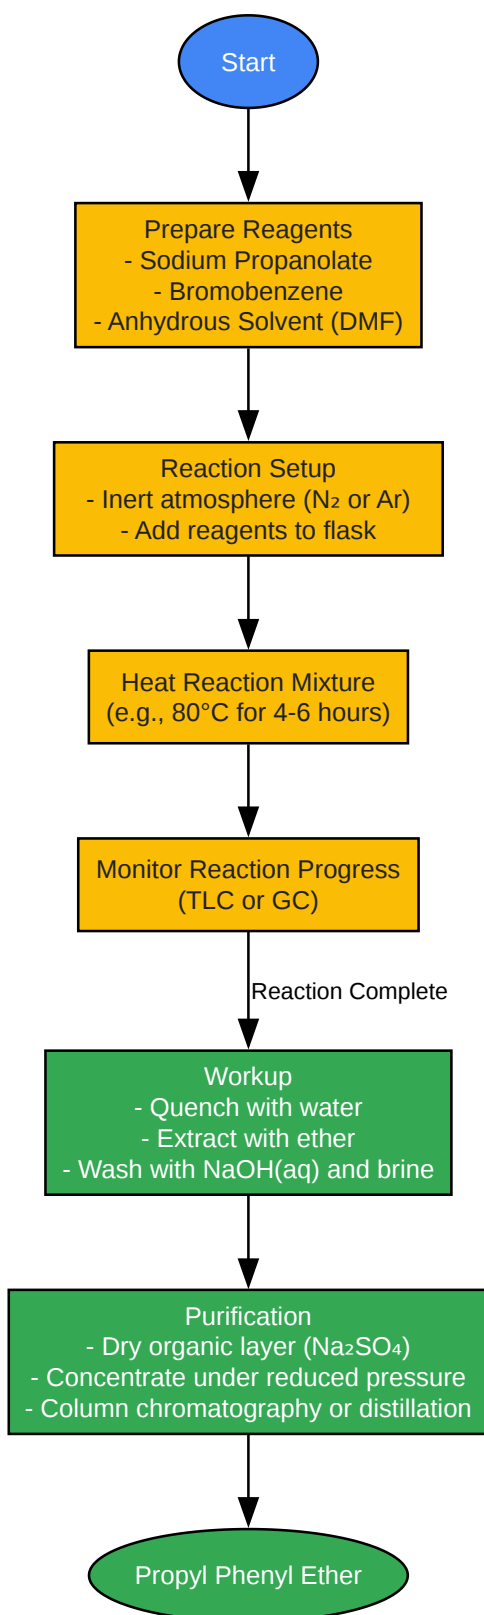 Start
Prepare Reagents
- Sodium Propanolate
- Bromobenzene
- Anhydrous Solvent (DMF)
Reaction Setup
- Inert atmosphere (N₂ or Ar)
- Add reagents to flask
Heat Reaction Mixture
(e.g., 80°C for 4-6 hours)
Monitor Reaction Progress
(TLC or GC)
Reaction Complete
Workup
- Quench with water
- Extract with ether
- Wash with NaOH(aq) and brine
Purification
- Dry organic layer (Na₂SO₄)
- Concentrate under reduced pressure
- Column chromatography or distillation
Propyl Phenyl Ether